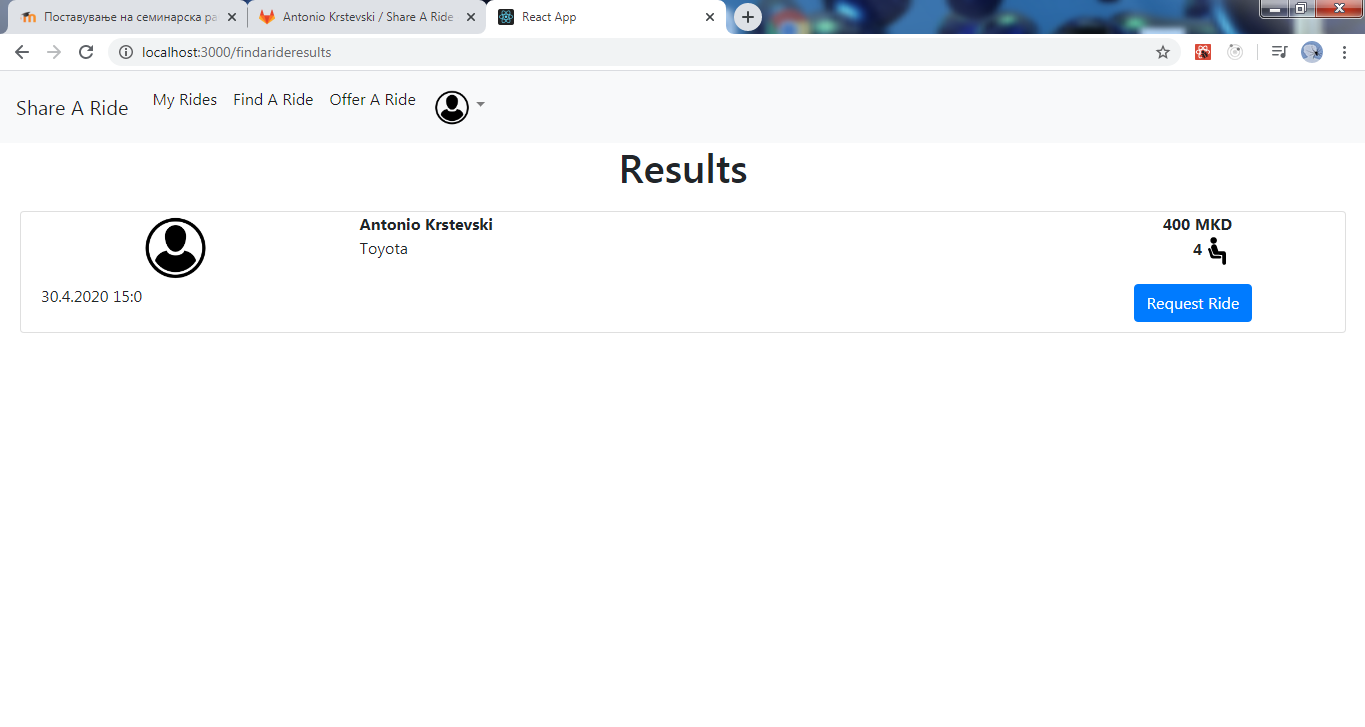 Поставување на семинарска ра
Antonio Krstevski / Share A Ride
React App
localhost:3000/findarideresults
Share A Ride
My Rides
Find A Ride
Offer A Ride
Results
Antonio Krstevski
400 MKD
Toyota
4
30.4.2020 15:0
Request Ride